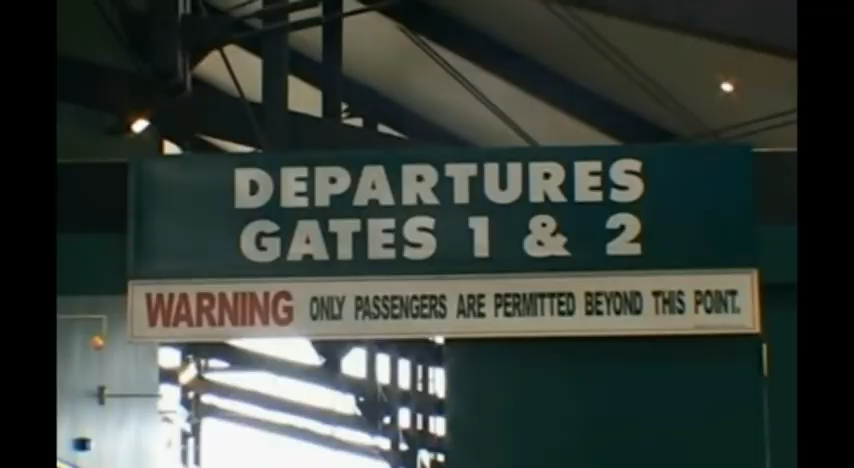 DEPARTURES
GATES 1 & 2
WARNING ONLY PASSENGERS ARE PERMITTED BEYOND THIS POINT.